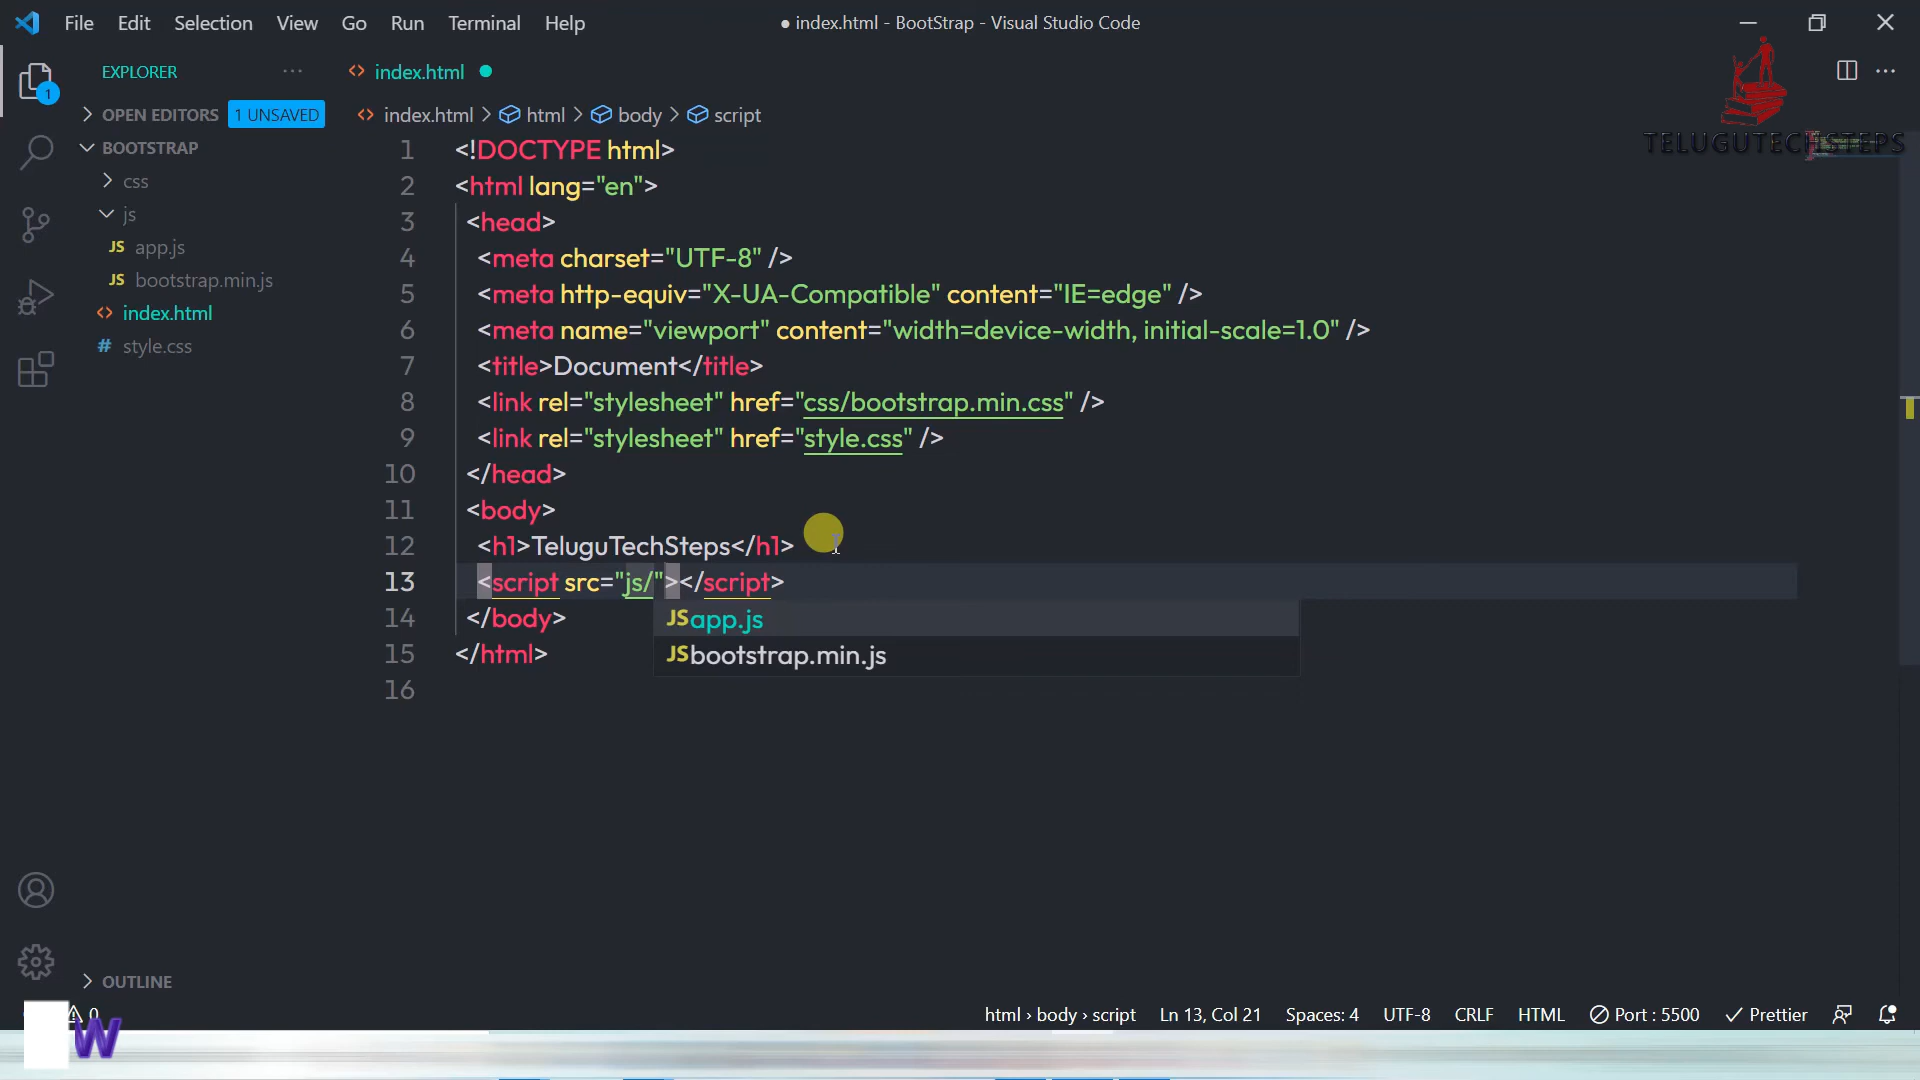 File Edit Selection View Go Run Terminal Help
● index.html - BootStrap - Visual Studio Code
EXPLORER ···
index.html
1
OPEN EDITORS 1 UNSAVED
index.html > html > body > script
TELUGUTECHSTEPS
BOOTSTRAP
css
js
JS app.js
JS bootstrap.min.js
<> index.html
# style.css
1 <!DOCTYPE html>
2 <html lang="en">
3 <head>
4 <meta charset="UTF-8" />
5 <meta http-equiv="X-UA-Compatible" content="IE=edge" />
6 <meta name="viewport" content="width=device-width, initial-scale=1.0" />
7 <title>Document</title>
8 <link rel="stylesheet" href="css/bootstrap.min.css" />
9 <link rel="stylesheet" href="style.css" />
10 </head>
11 <body>
12 <h1>TeluguTechSteps</h1>
13 <script src="js/"></script>
14 </body>
JS app.js
15 </html>
JS bootstrap.min.js
16
OUTLINE
0
html › body › script Ln 13, Col 21 Spaces: 4 UTF-8 CRLF HTML Port : 5500 Prettier
W